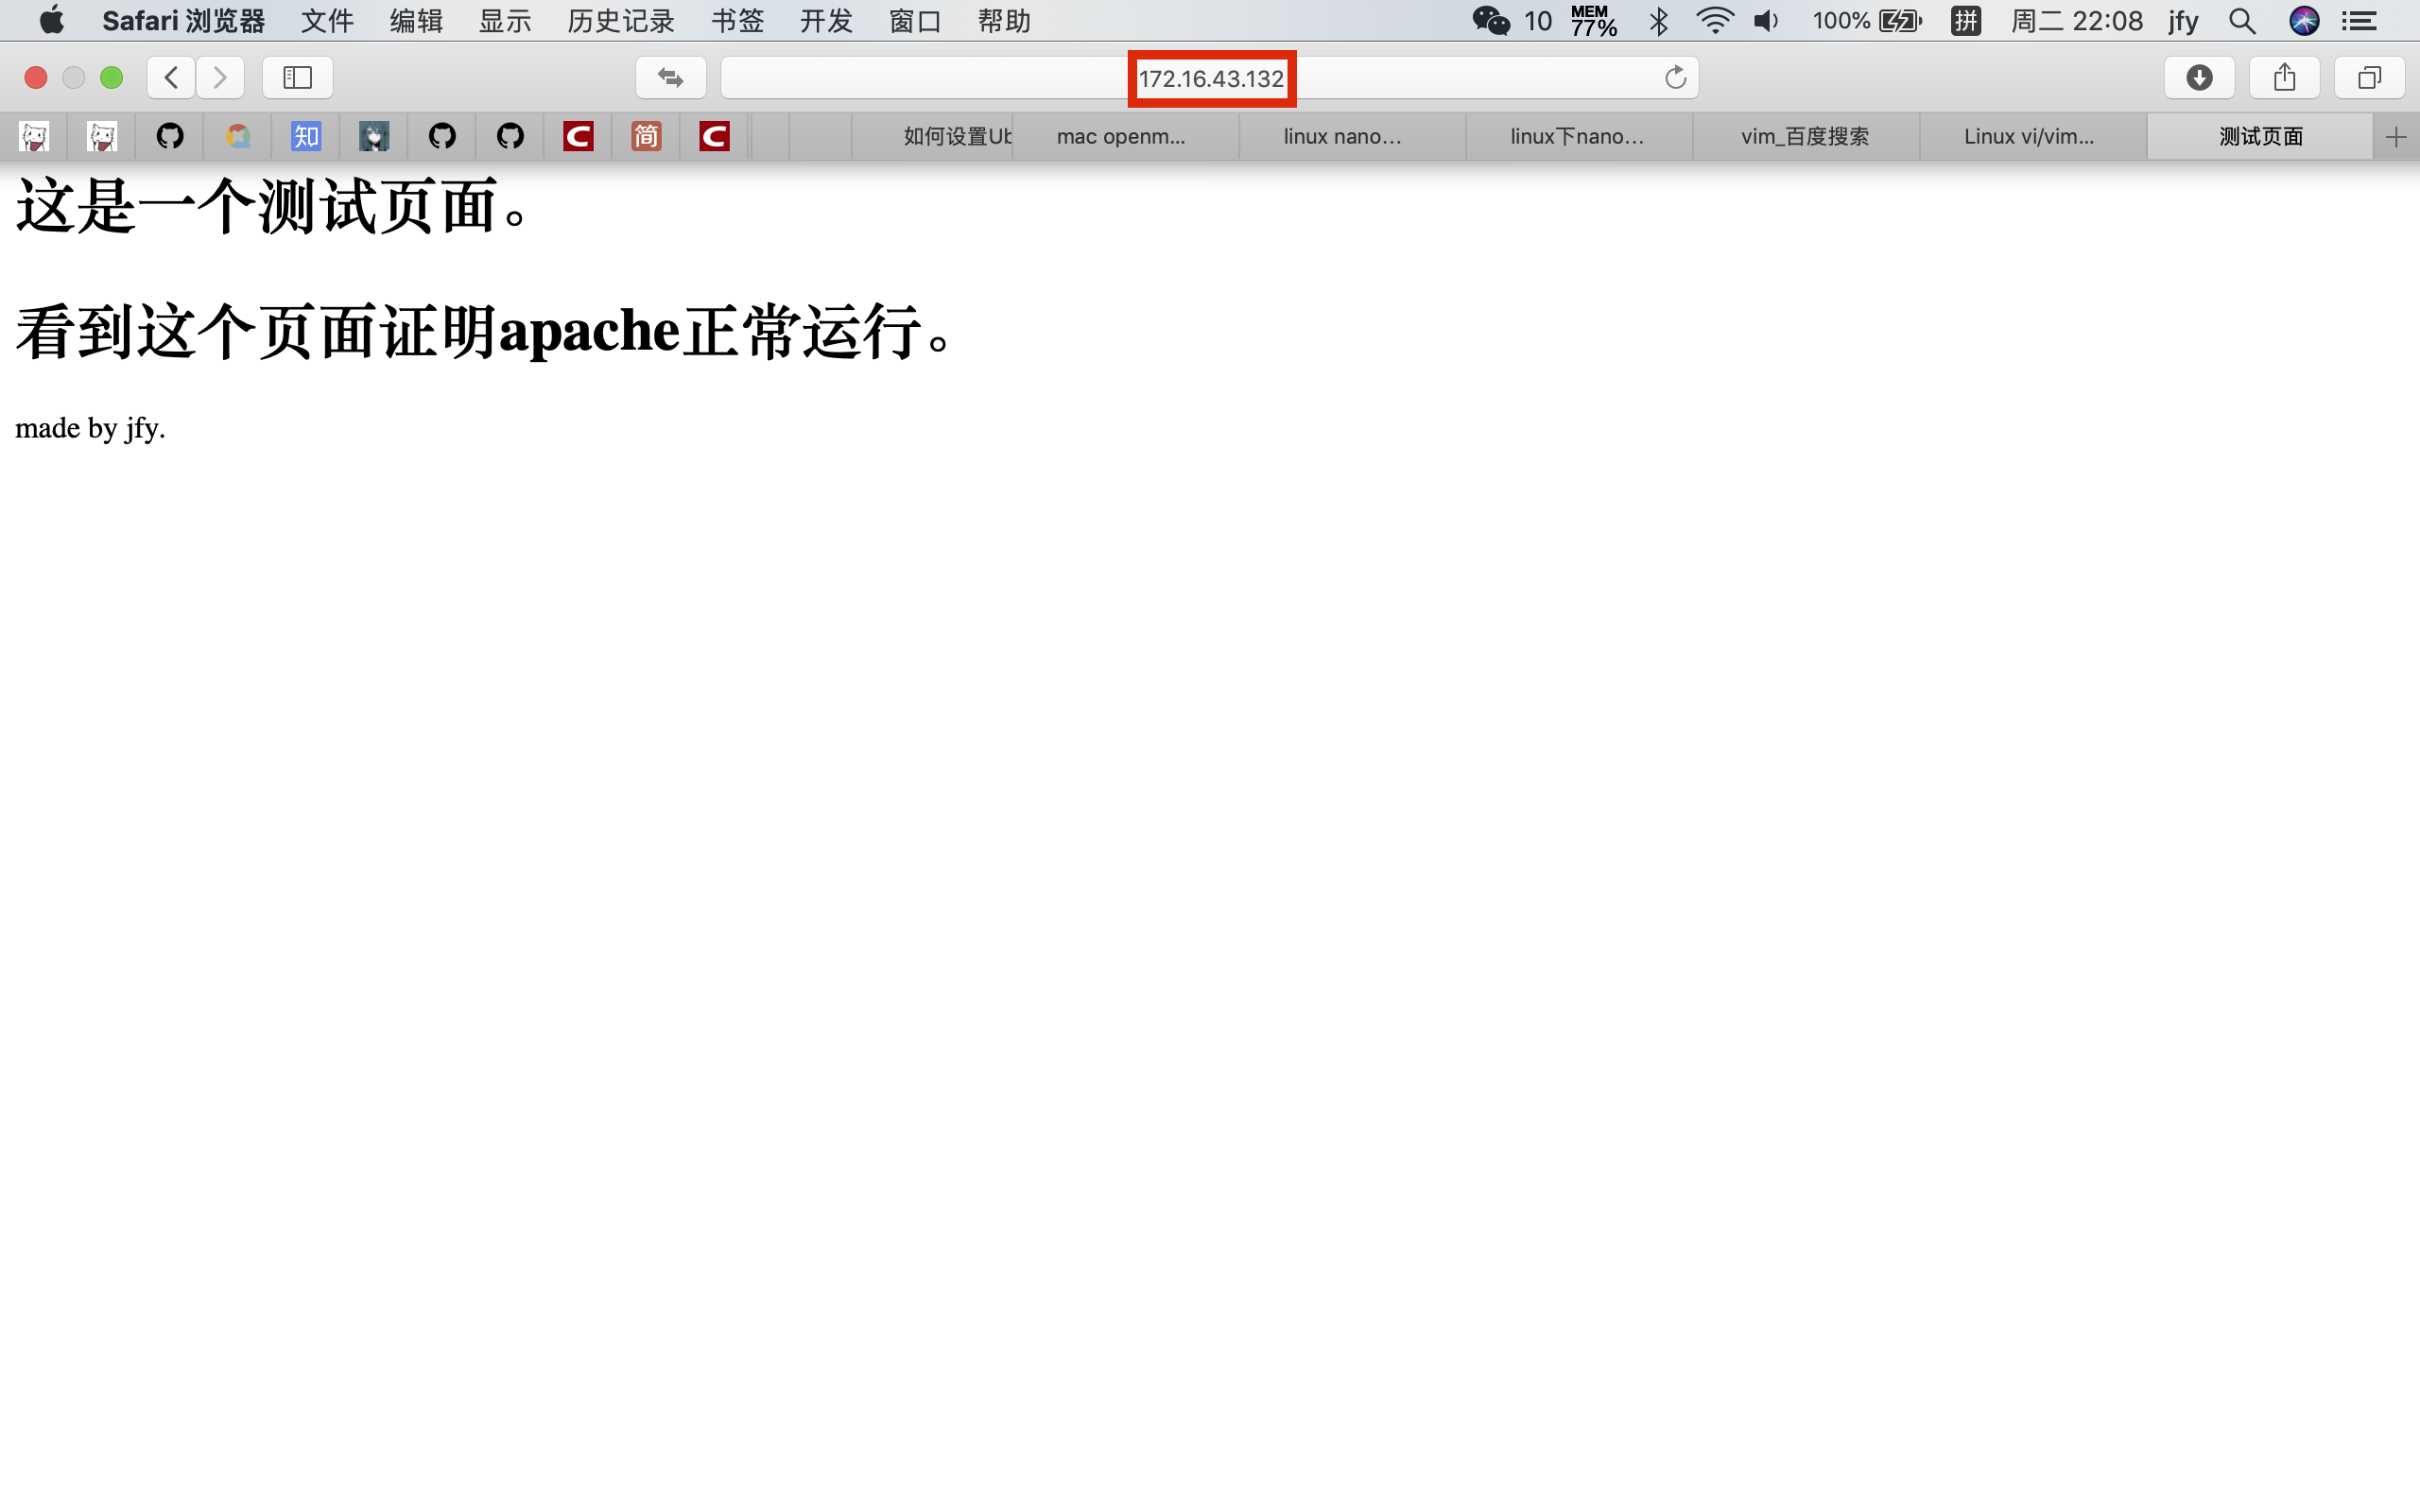 Safari 浏览器 文件 编辑 显示 历史记录 书签 开发 窗口 帮助 10 MEM 77% 100% 拼 周二 22:08 jfy
172.16.43.132
知 C 简 C 如何设置Ub mac openm... linux nano... linux下nano... vim_百度搜索 Linux vi/vim... 测试页面
这是一个测试页面。
看到这个页面证明apache正常运行。
made by jfy.